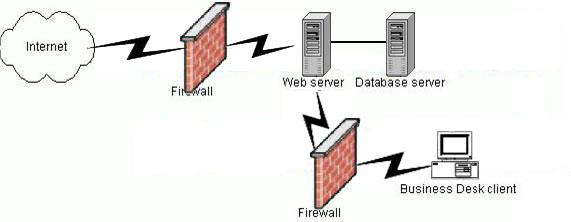 Internet
Firewall
Web server
Database server
Firewall
Business Desk client